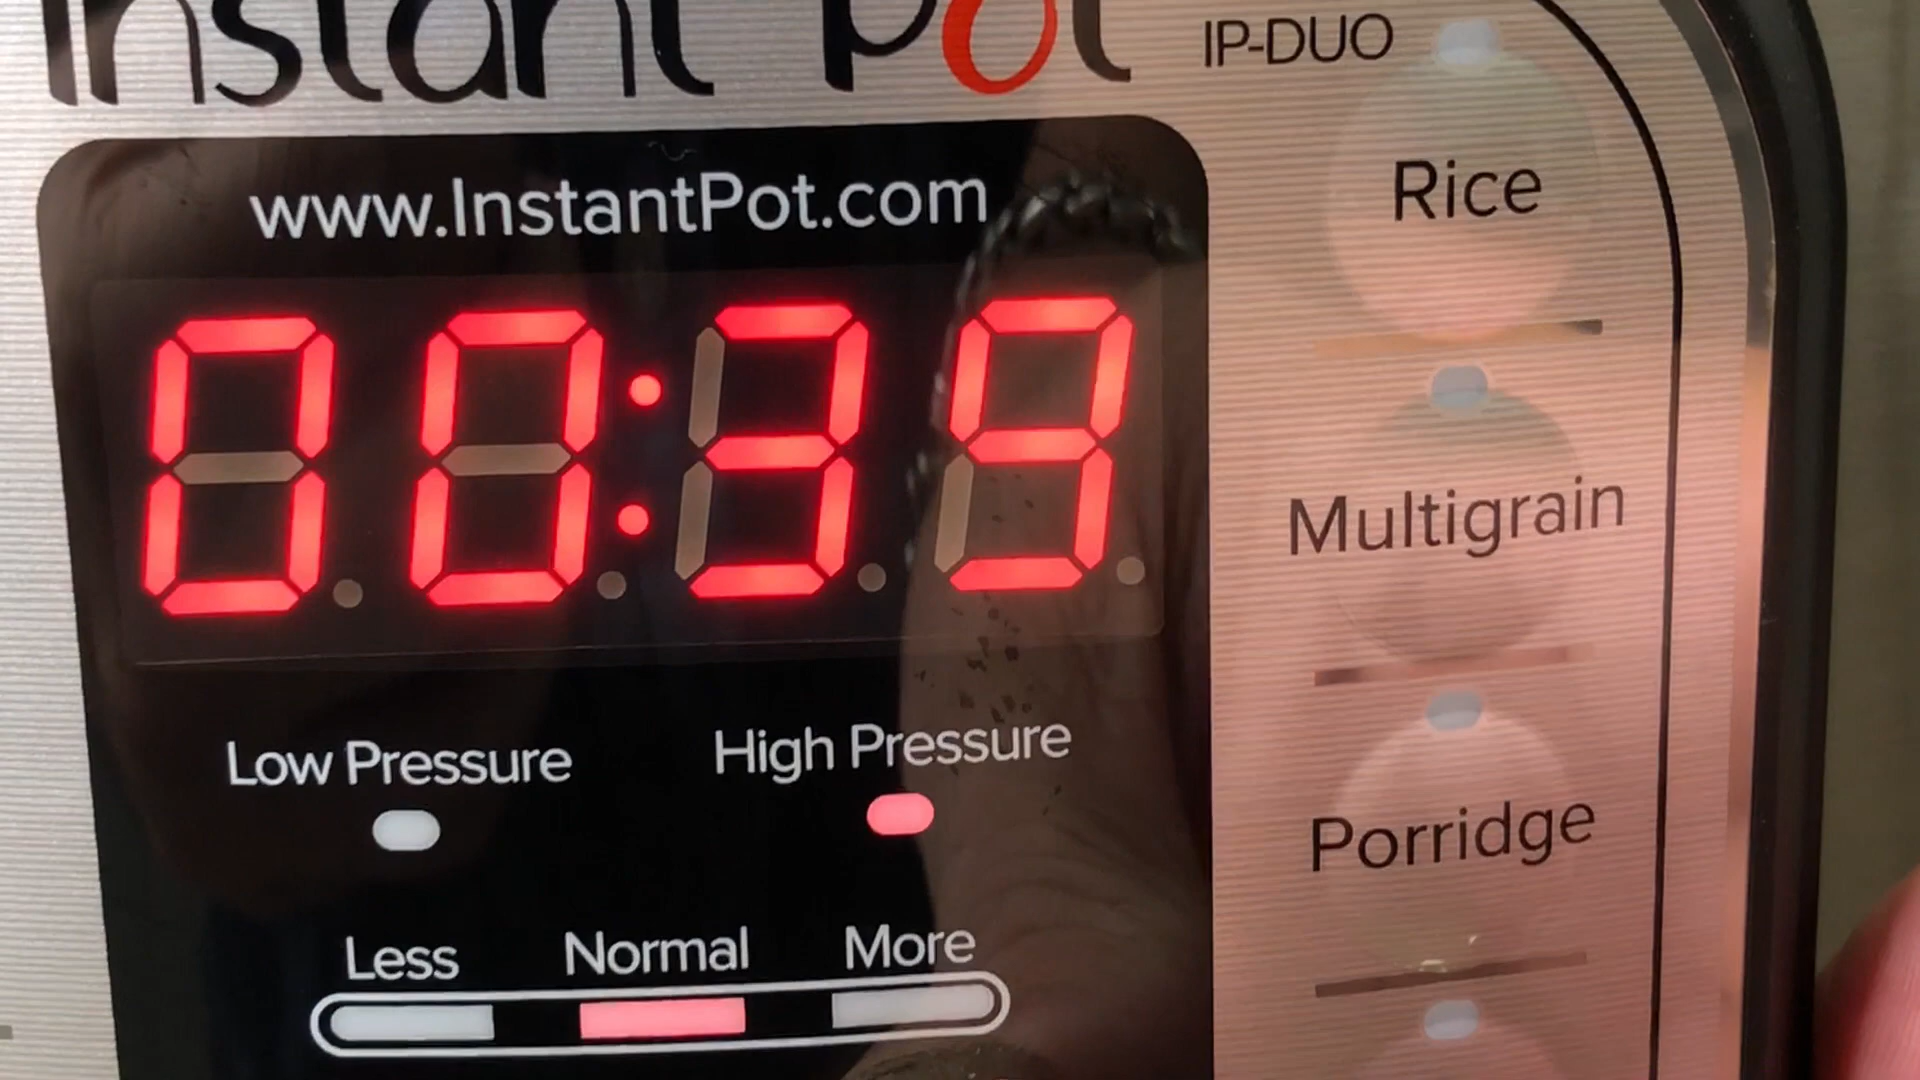 Instant Pot
IP-DUO
www.InstantPot.com
00:39
Low Pressure
High Pressure
Less
Normal
More
Rice
Multigrain
Porridge